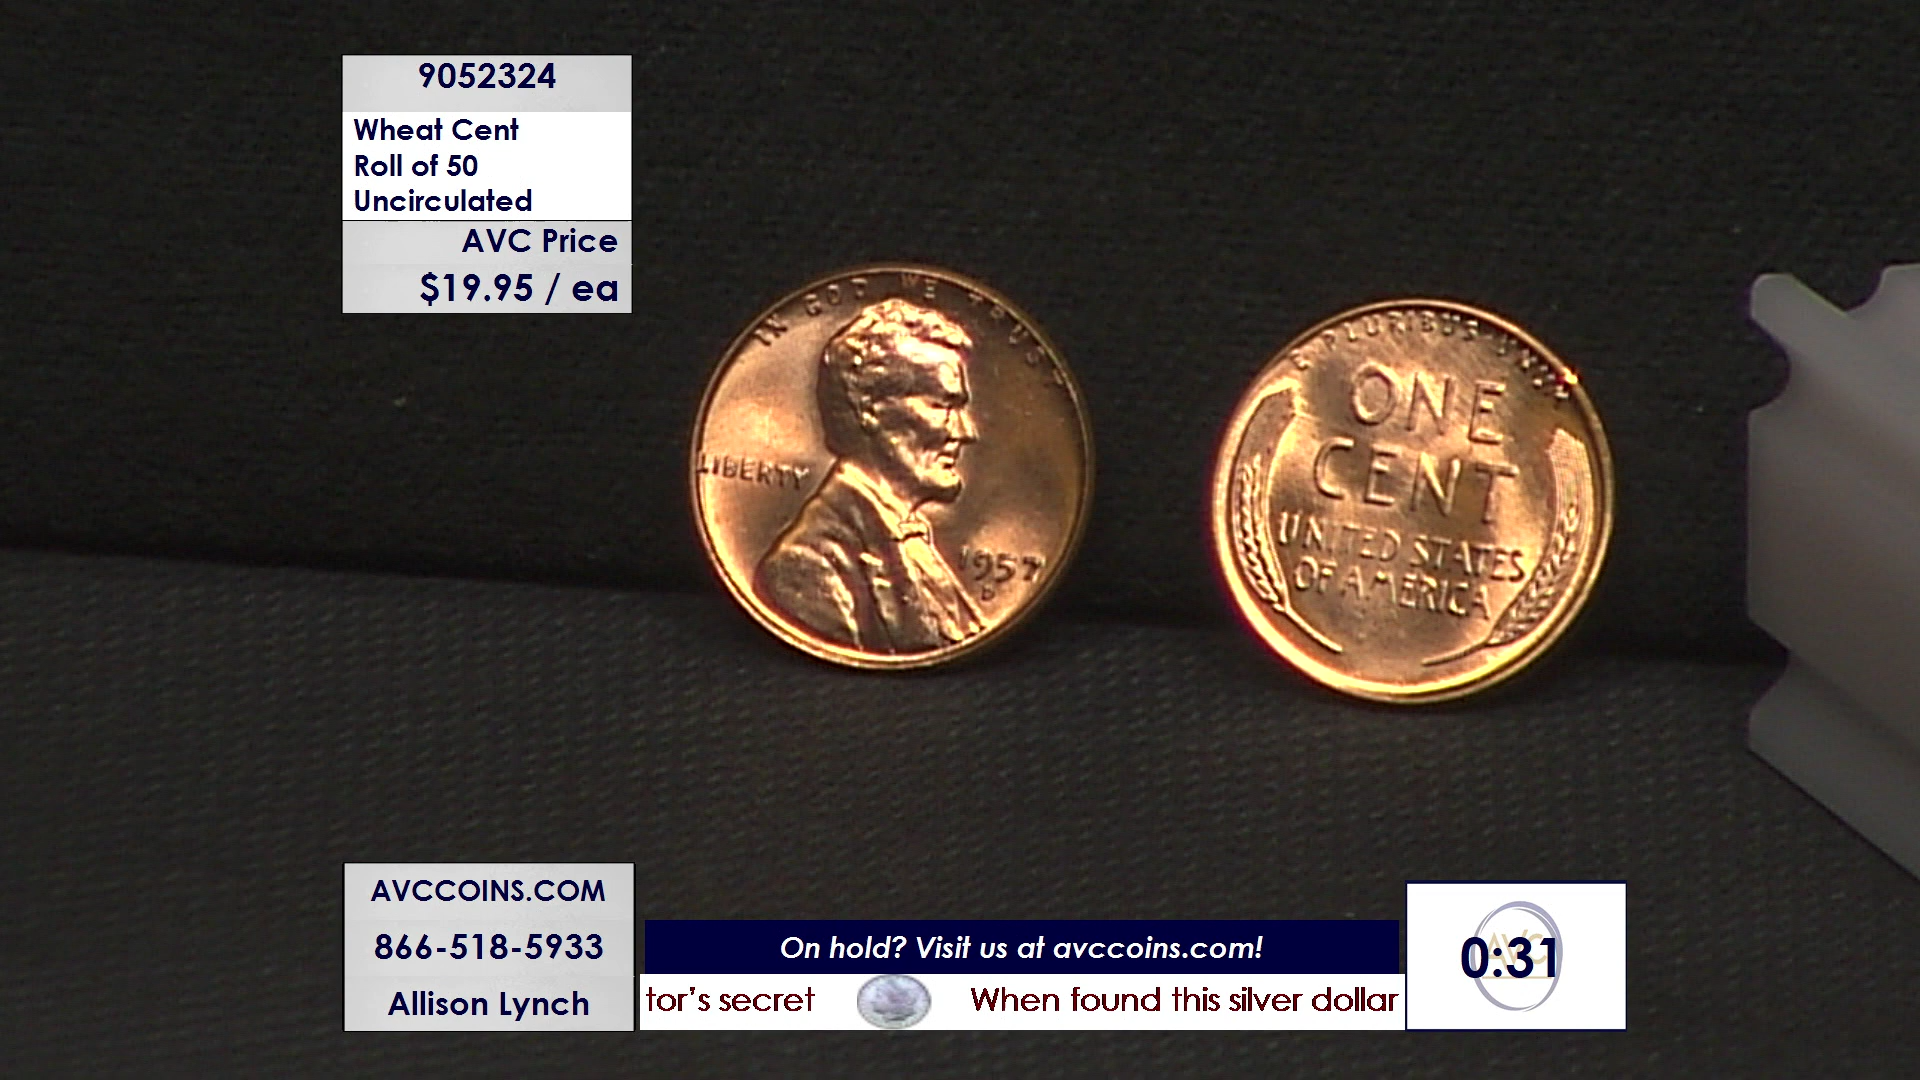 9052324
Wheat Cent
Roll of 50
Uncirculated
AVC Price
$19.95 / ea
IN GOD WE TRUST
LIBERTY
1957
D
E PLURIBUS UNUM
ONE
CENT
UNITED STATES
OF AMERICA
AVCCOINS.COM
866-518-5933
Allison Lynch
On hold? Visit us at avccoins.com!
tor's secret When found this silver dollar
AVC
0:31